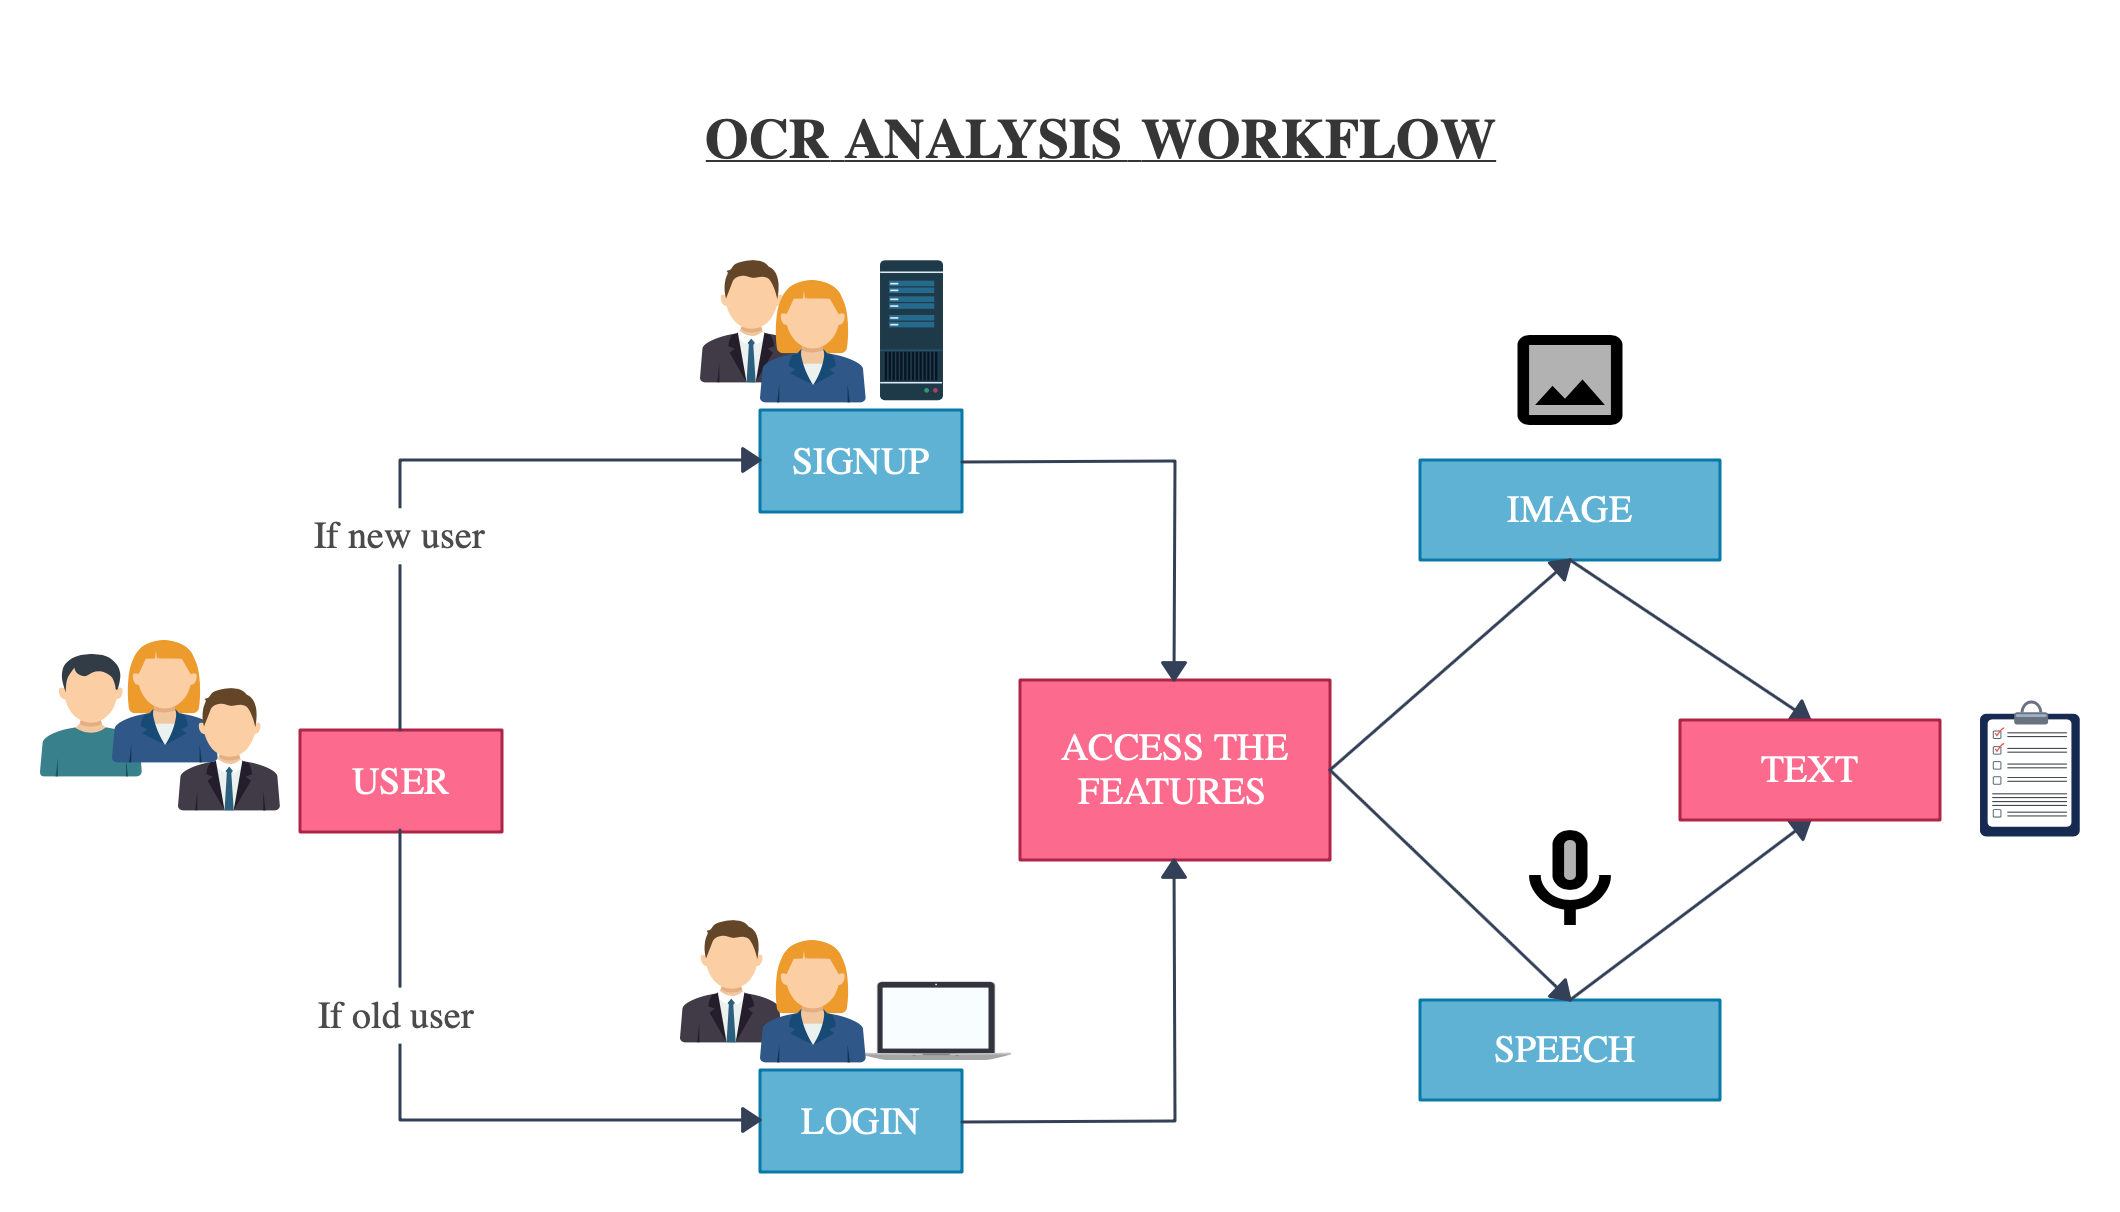 OCR ANALYSIS WORKFLOW
SIGNUP
If new user
IMAGE
USER
ACCESS THE
FEATURES
TEXT
If old user
SPEECH
LOGIN